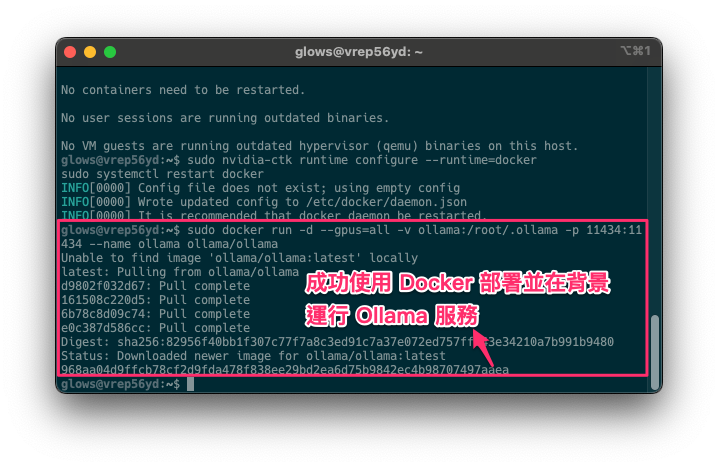 glows@vrep56yd: ~
⌥⌘1
No containers need to be restarted.
No user sessions are running outdated binaries.
No VM guests are running outdated hypervisor (qemu) binaries on this host.
glows@vrep56yd:~$ sudo nvidia-ctk runtime configure --runtime=docker
sudo systemctl restart docker
INFO[0000] Config file does not exist; using empty config
INFO[0000] Wrote updated config to /etc/docker/daemon.json
INFO[0000] It is recommended that docker daemon be restarted.
glows@vrep56yd:~$ sudo docker run -d --gpus=all -v ollama:/root/.ollama -p 11434:11
434 --name ollama ollama/ollama
Unable to find image 'ollama/ollama:latest' locally
latest: Pulling from ollama/ollama
d9802f032d67: Pull complete
161508c220d5: Pull complete
6b78c8d09c74: Pull complete
e0c387d586cc: Pull complete
成功使用 Docker 部署並在背景
運行 Ollama 服務
Digest: sha256:82956f40bb1f307c77f7a8c3ed91c7a37e072ed757ff 3e34210a7b991b9480
Status: Downloaded newer image for ollama/ollama:latest
968aa04d9ffcb78cf2d9fda478f838ee29bd2ea6d75b9842ec4b98707497aaea
glows@vrep56yd:~$